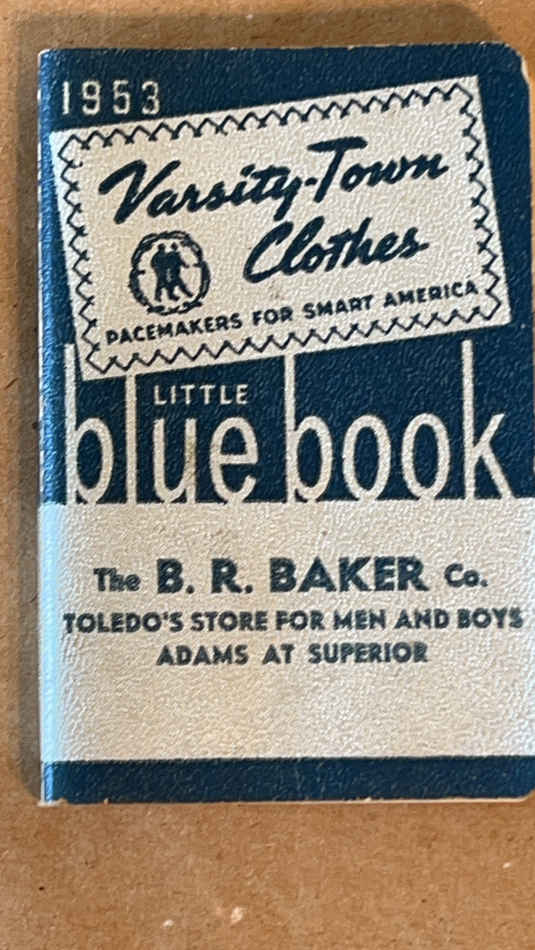 1953
Varsity-Town
Clothes
PACEMAKERS FOR SMART AMERICA
LITTLE
blue book
The B. R. BAKER Co.
TOLEDO'S STORE FOR MEN AND BOYS
ADAMS AT SUPERIOR